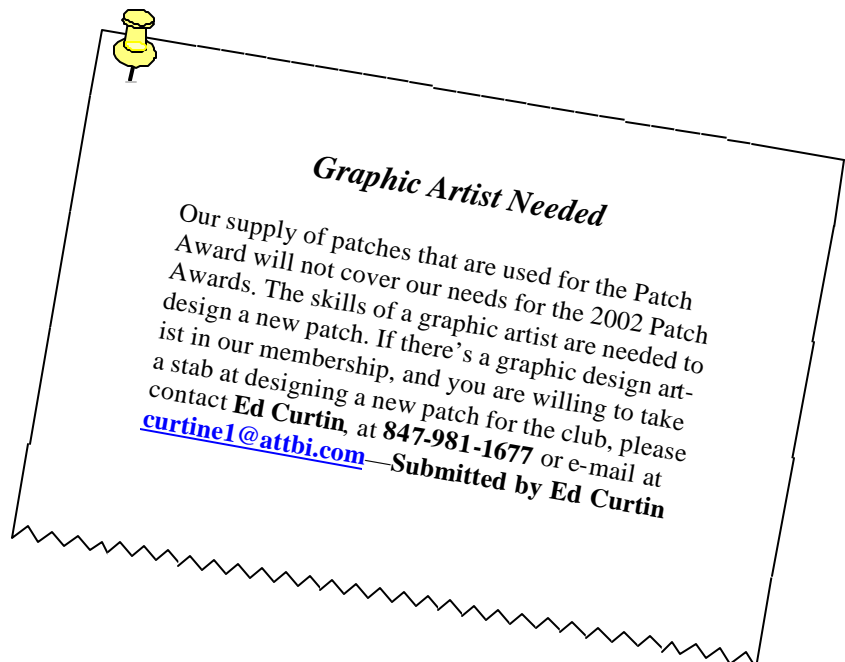 Graphic Artist Needed
Our supply of patches that are used for the Patch
Award will not cover our needs for the 2002 Patch
Awards. The skills of a graphic artist are needed to
design a new patch. If there's a graphic design art-
ist in our membership, and you are willing to take
a stab at designing a new patch for the club, please
contact Ed Curtin, at 847-981-1677 or e-mail at
curtine1@attbi.com—Submitted by Ed Curtin